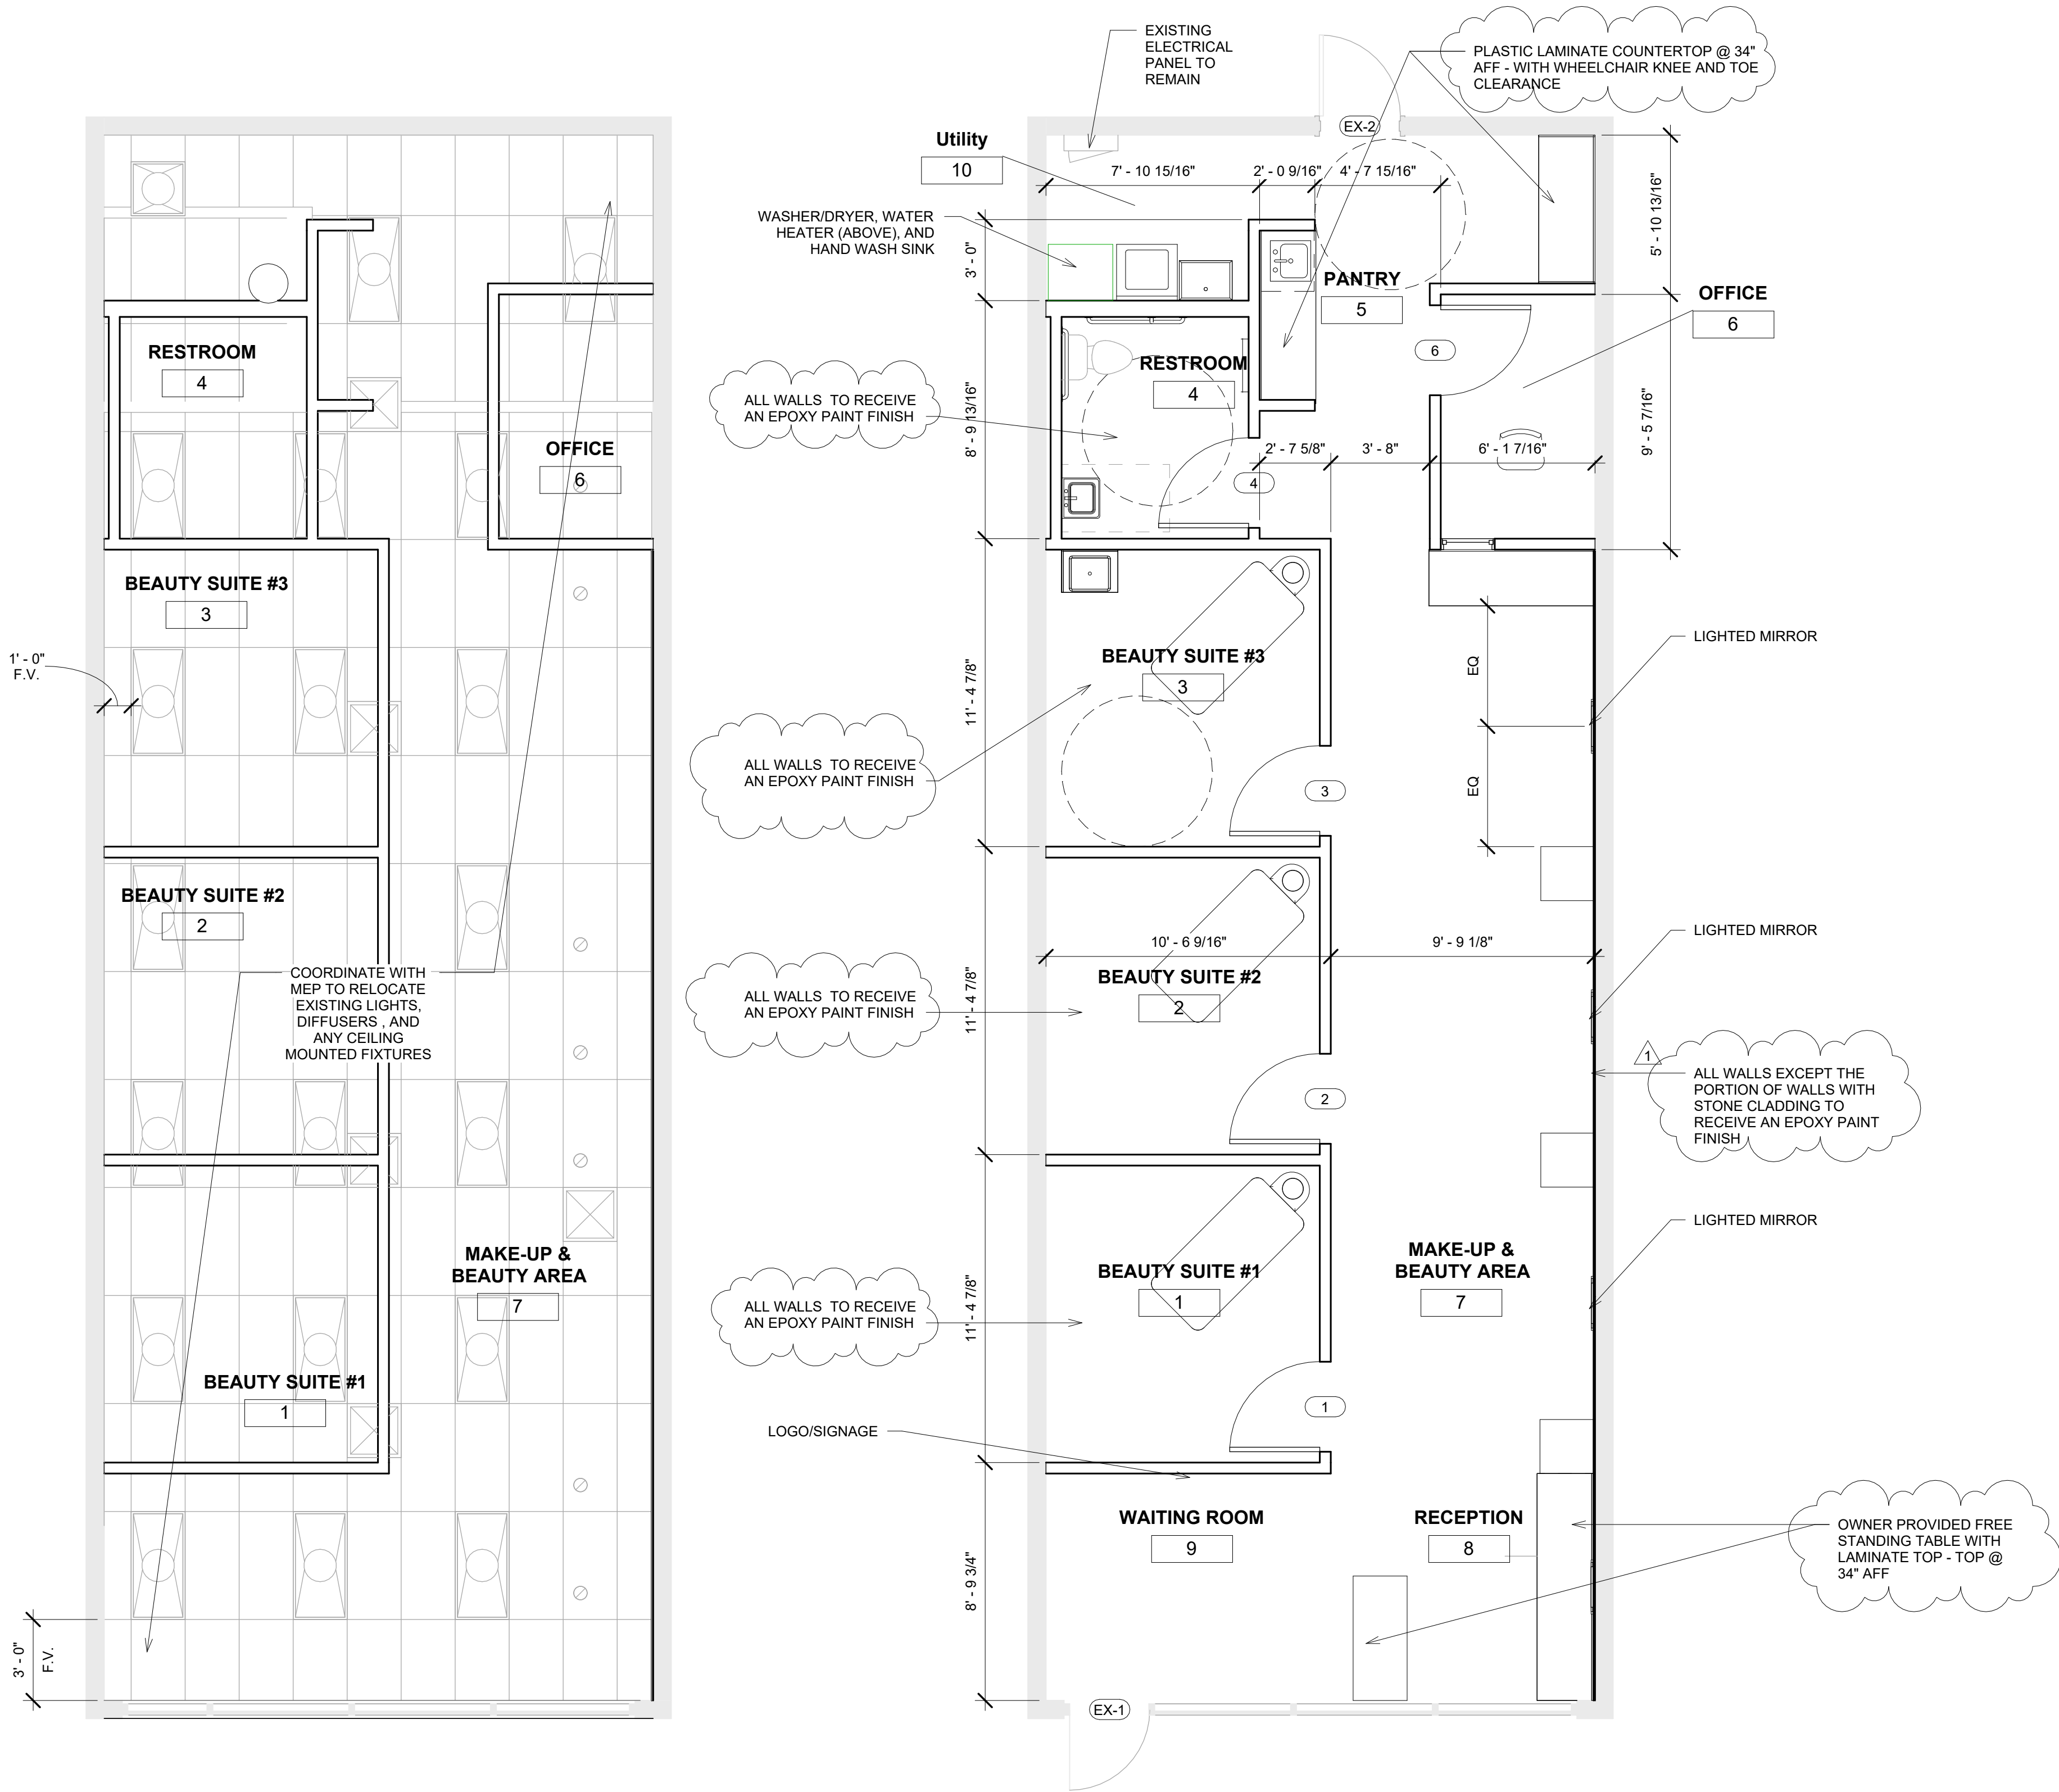 RESTROOM
4
OFFICE
6
BEAUTY SUITE #3
3
1' - 0"
F.V.
BEAUTY SUITE #2
2
COORDINATE WITH
MEP TO RELOCATE
EXISTING LIGHTS,
DIFFUSERS , AND
ANY CEILING
MOUNTED FIXTURES
MAKE-UP &
BEAUTY AREA
7
BEAUTY SUITE #1
1
3' - 0"
F.V.
EXISTING
ELECTRICAL
PANEL TO
REMAIN
PLASTIC LAMINATE COUNTERTOP @ 34"
AFF - WITH WHEELCHAIR KNEE AND TOE
CLEARANCE
EX-2
Utility
10
7' - 10 15/16"
2' - 0 9/16"
4' - 7 15/16"
5' - 10 13/16"
WASHER/DRYER, WATER
HEATER (ABOVE), AND
HAND WASH SINK
3' - 0"
PANTRY
5
OFFICE
6
6
RESTROOM
4
ALL WALLS TO RECEIVE
AN EPOXY PAINT FINISH
8' - 9 13/16"
9' - 5 7/16"
2' - 7 5/8"
3' - 8"
6' - 1 7/16"
4
LIGHTED MIRROR
BEAUTY SUITE #3
3
EQ
11' - 4 7/8"
ALL WALLS TO RECEIVE
AN EPOXY PAINT FINISH
EQ
3
LIGHTED MIRROR
10' - 6 9/16"
9' - 9 1/8"
BEAUTY SUITE #2
2
ALL WALLS TO RECEIVE
AN EPOXY PAINT FINISH
11' - 4 7/8"
1
ALL WALLS EXCEPT THE
PORTION OF WALLS WITH
STONE CLADDING TO
RECEIVE AN EPOXY PAINT
FINISH
2
LIGHTED MIRROR
MAKE-UP &
BEAUTY AREA
7
BEAUTY SUITE #1
1
ALL WALLS TO RECEIVE
AN EPOXY PAINT FINISH
11' - 4 7/8"
1
LOGO/SIGNAGE
WAITING ROOM
9
RECEPTION
8
OWNER PROVIDED FREE
STANDING TABLE WITH
LAMINATE TOP - TOP @
34" AFF
8' - 9 3/4"
EX-1